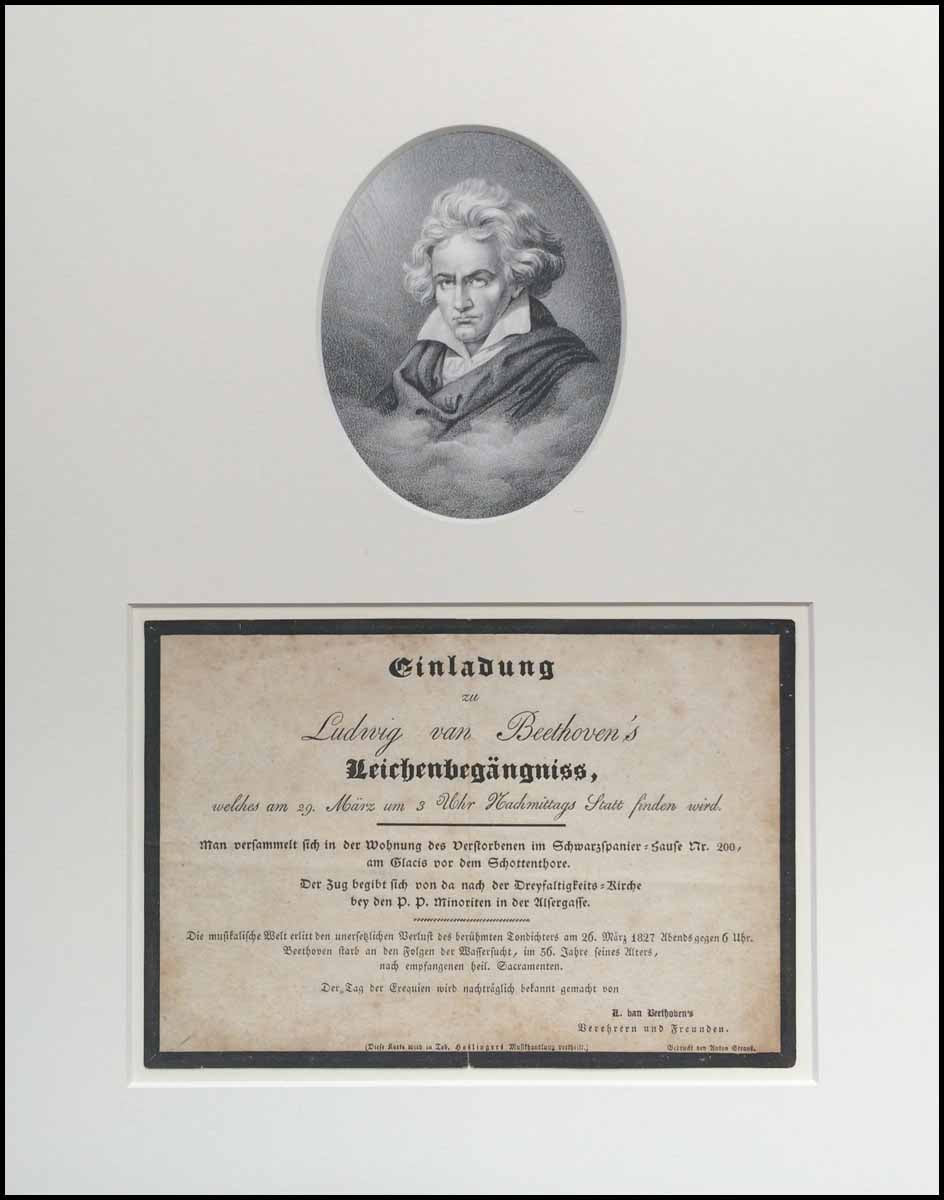 Einladung
zu
Ludwig van Beethoven's
Leichenbegängniss,
welches am 29. März um 3 Uhr Nachmittags Statt finden wird.
Man versammelt sich in der Wohnung des Verstorbenen im Schwarzspanier-Hause Nr. 200,
am Glacis vor dem Schottenthore.
Der Zug begibt sich von da nach der Dreyfaltigkeits-Kirche
bey den P. P. Minoriten in der Alsergasse.
Die musikalische Welt erlitt den unersetzlichen Verlust des berühmten Tondichters am 26. März 1827 Abends gegen 6 Uhr.
Beethoven starb an den Folgen der Wassersucht, im 56. Jahre seines Alters,
nach empfangenen heil. Sacramenten.
Der Tag der Exequien wird nachträglich bekannt gemacht von
L. van Beethoven's
Verehrern und Freunden.
(Diese Karte wird in Tob. Haslingers Musikhandlung vertheilt.)
Gedruckt bey Anton Strauß.